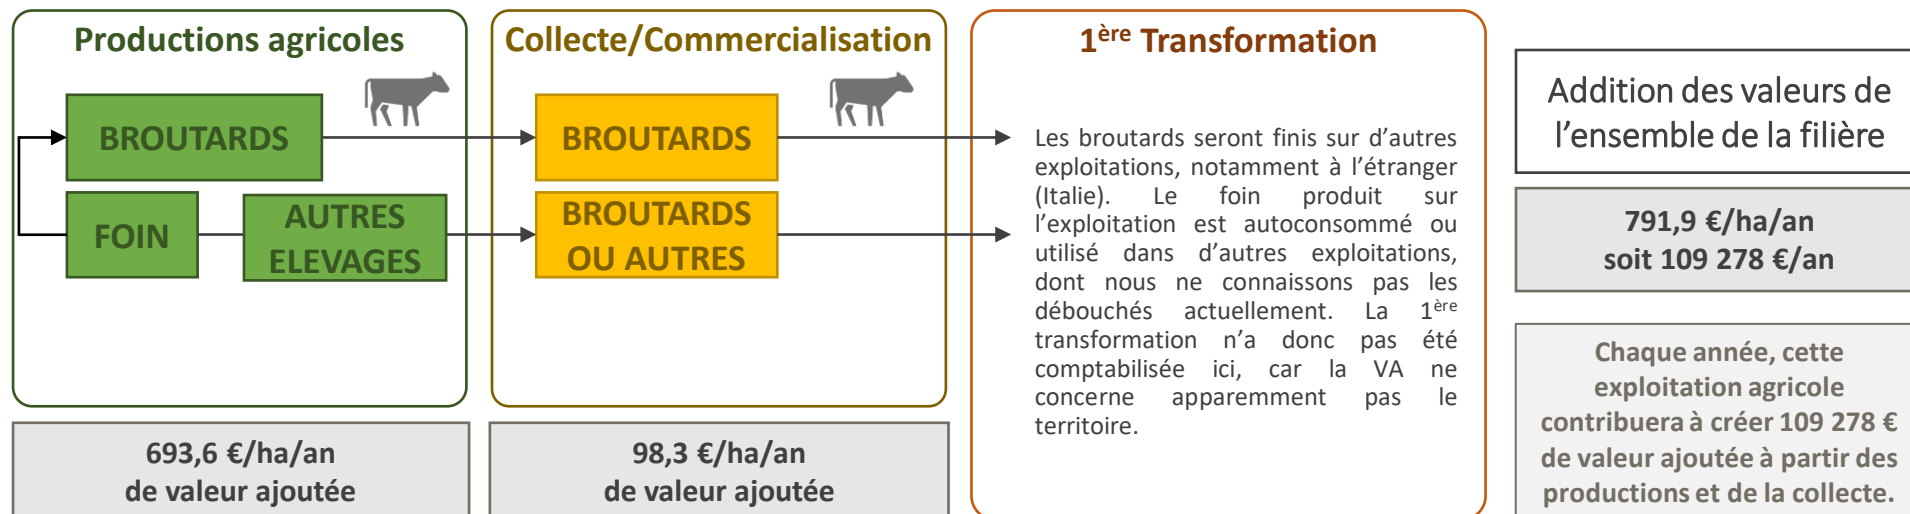 Productions agricoles
BROUTARDS
FOIN
AUTRES
ELEVAGES
693,6 €/ha/an
de valeur ajoutée
Collecte/Commercialisation
BROUTARDS
BROUTARDS
OU AUTRES
98,3 €/ha/an
de valeur ajoutée
1ère Transformation
Les broutards seront finis sur d’autres
exploitations, notamment à l’étranger
(Italie). Le foin produit sur
l’exploitation est autoconsommé ou
utilisé dans d’autres exploitations,
dont nous ne connaissons pas les
débouchés actuellement. La 1ère
transformation n’a donc pas été
comptabilisée ici, car la VA ne
concerne apparemment pas le
territoire.
Addition des valeurs de
l’ensemble de la filière
791,9 €/ha/an
soit 109 278 €/an
Chaque année, cette
exploitation agricole
contribuera à créer 109 278 €
de valeur ajoutée à partir des
productions et de la collecte.